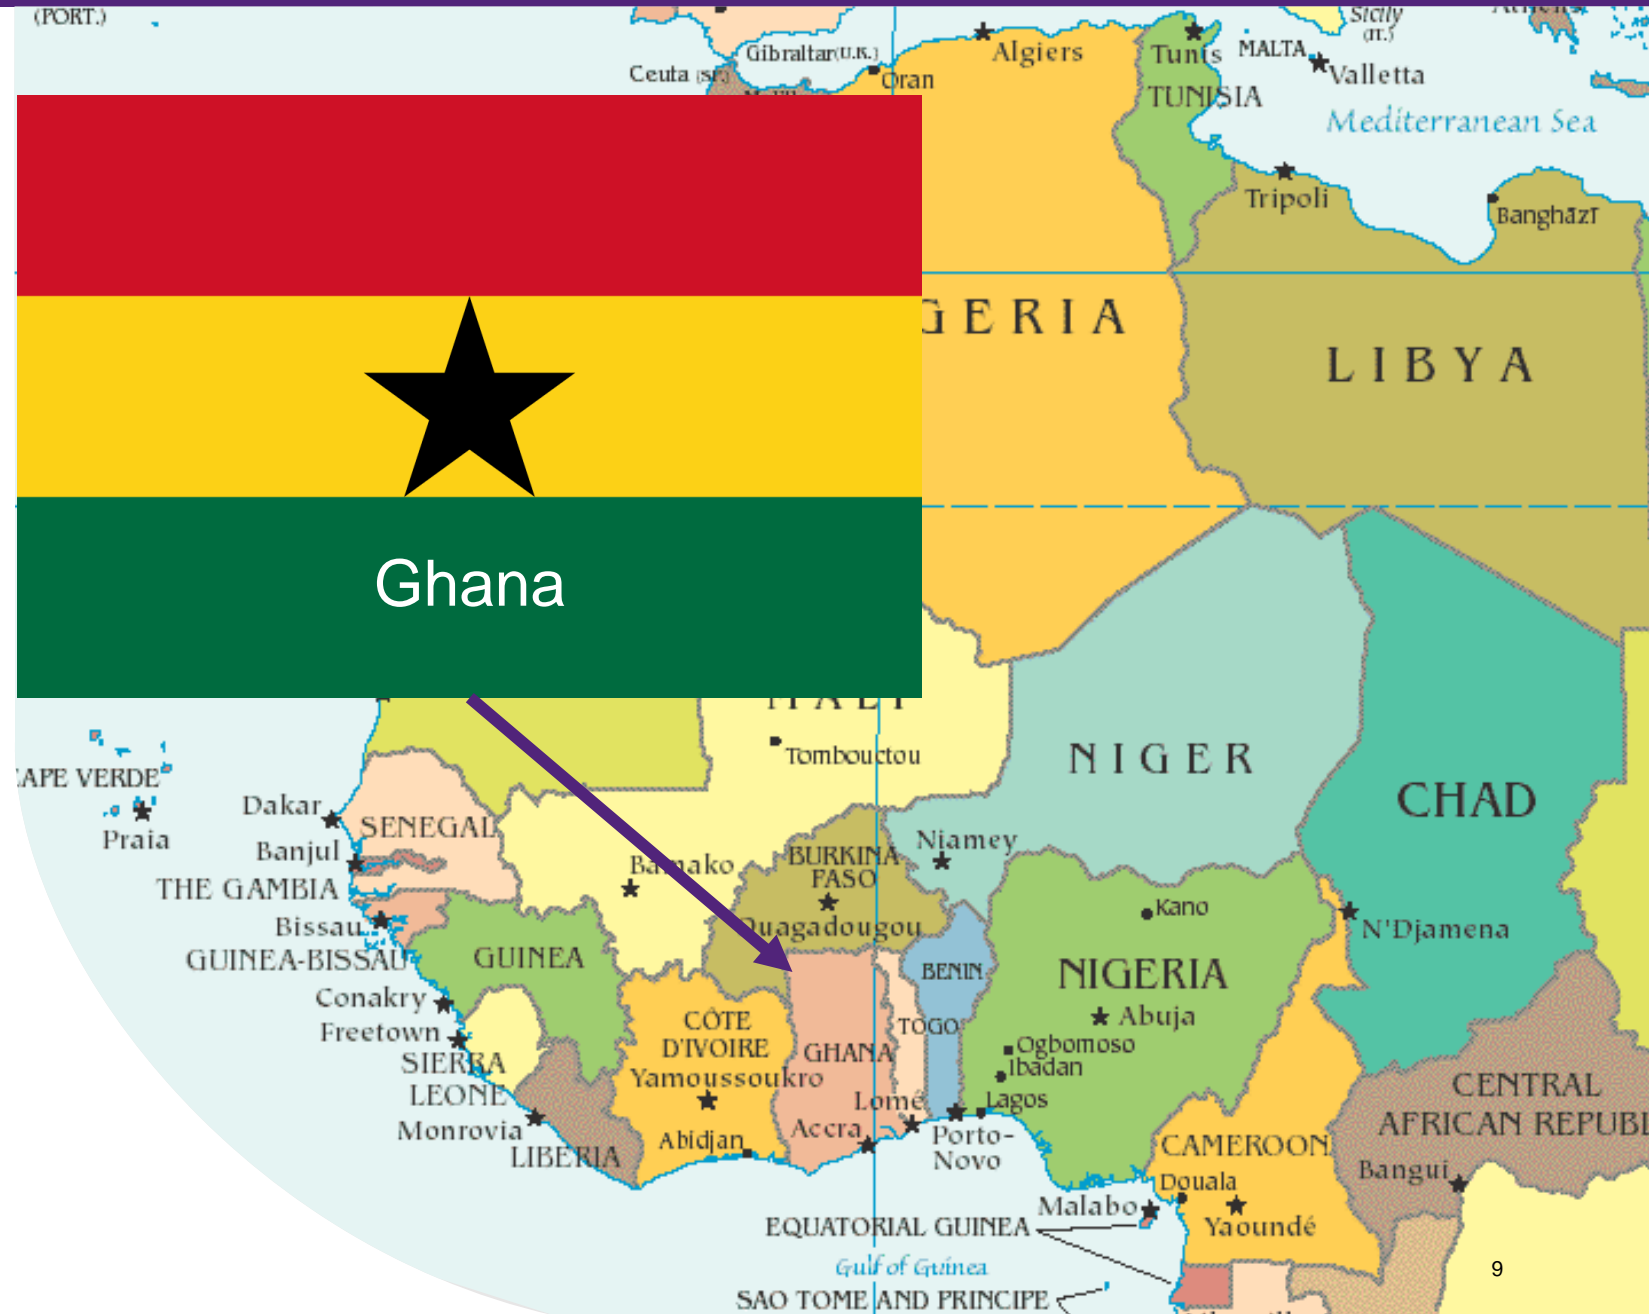 (PORT.)
Sicily
(IT.)
Gibraltar(U.K.)
Algiers
Tunis
MALTA
Valletta
Ceuta (SP.)
Oran
TUNISIA
Mediterranean Sea
Tripoli
Banghāzī
GERIA
LIBYA
Ghana
MALI
Tombouctou
NIGER
CAPE VERDE
Praia
Dakar
SENEGAL
CHAD
Banjul
THE GAMBIA
Bamako
BURKINA
FASO
Niamey
Ouagadougou
Kano
N'Djamena
Bissau
GUINEA-BISSAU
GUINEA
BENIN
NIGERIA
Conakry
Freetown
SIERRA
LEONE
CÔTE
D'IVOIRE
Yamoussoukro
GHANA
TOGO
Abuja
Ogbomoso
Ibadan
Lagos
Lomé
CENTRAL
AFRICAN REPUBL
Monrovia
LIBERIA
Abidjan
Accra
Porto-
Novo
CAMEROON
Bangui
Douala
Malabo
Yaoundé
EQUATORIAL GUINEA
Gulf of Guinea
SAO TOME AND PRINCIPE
9